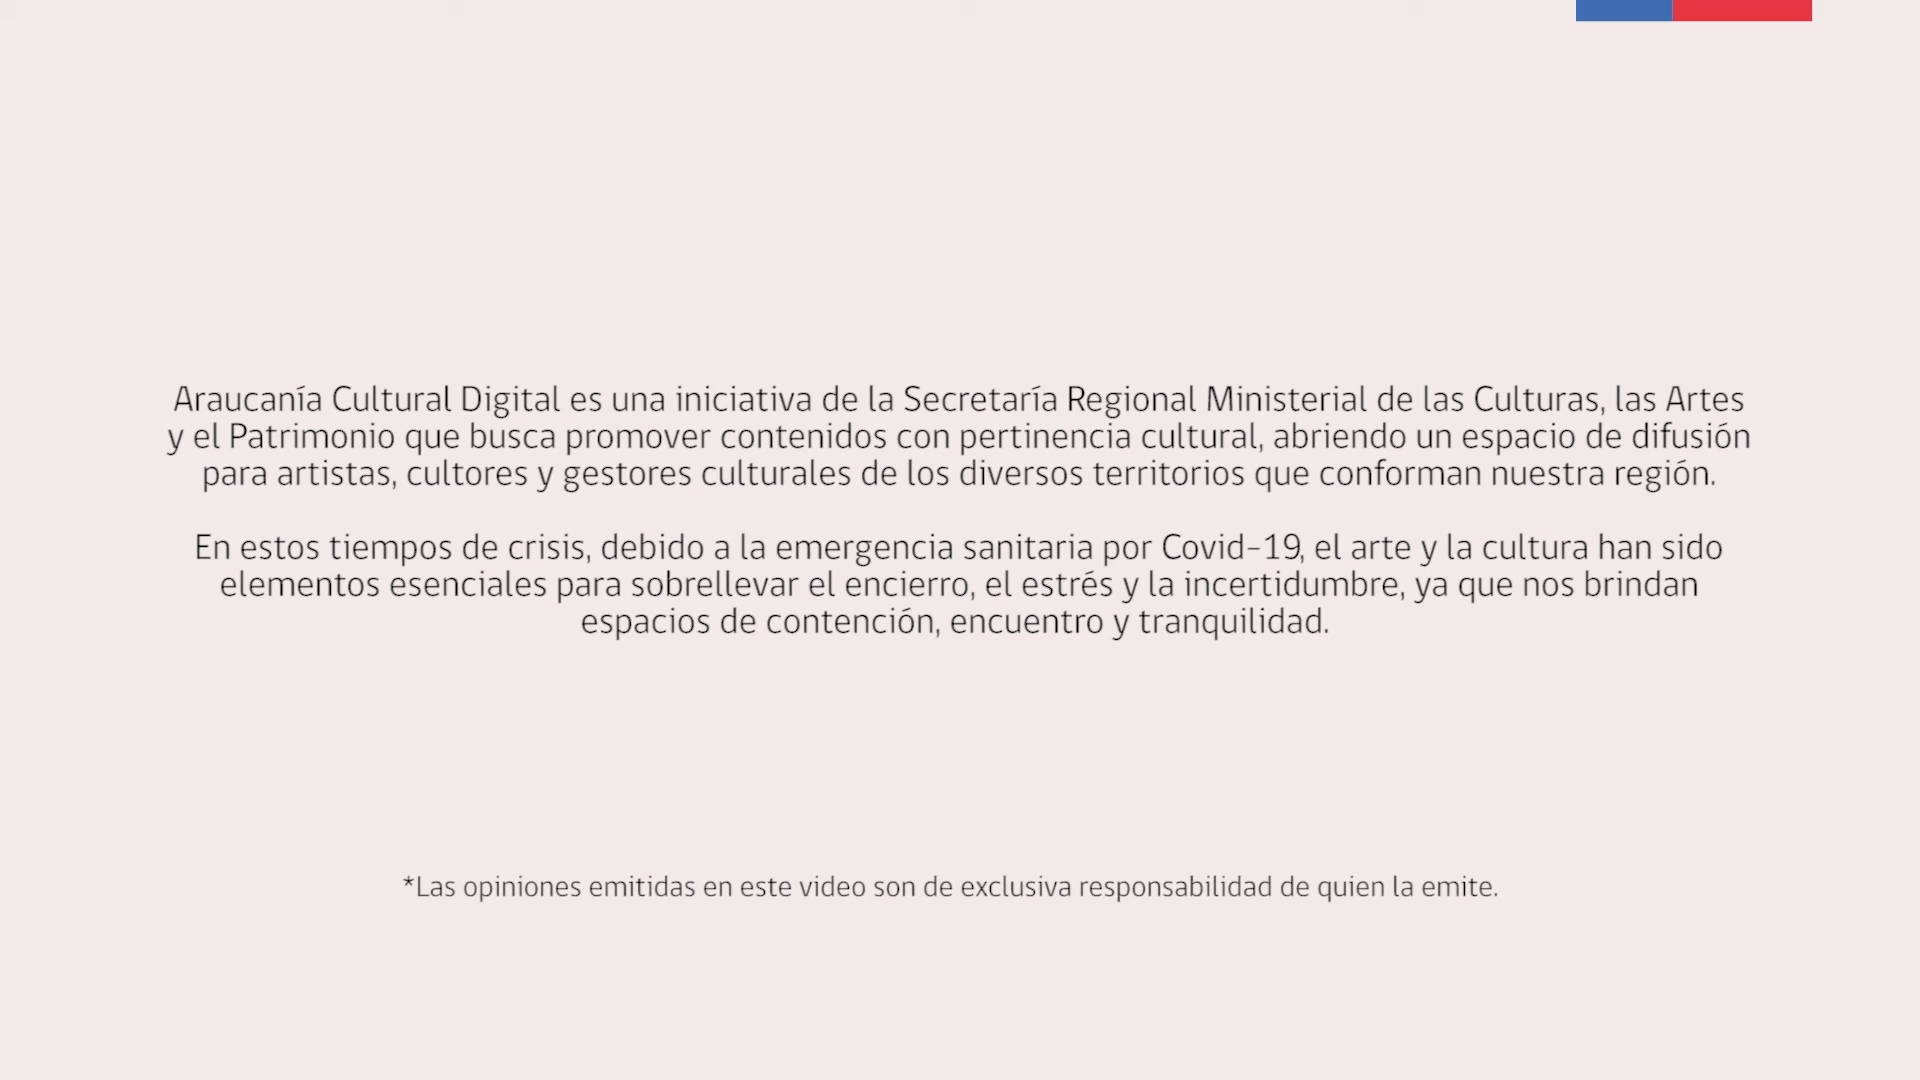 Araucanía Cultural Digital es una iniciativa de la Secretaría Regional Ministerial de las Culturas, las Artes
y el Patrimonio que busca promover contenidos con pertinencia cultural, abriendo un espacio de difusión
para artistas, cultores y gestores culturales de los diversos territorios que conforman nuestra región.
En estos tiempos de crisis, debido a la emergencia sanitaria por Covid-19, el arte y la cultura han sido
elementos esenciales para sobrellevar el encierro, el estrés y la incertidumbre, ya que nos brindan
espacios de contención, encuentro y tranquilidad.
*Las opiniones emitidas en este video son de exclusiva responsabilidad de quien la emite.